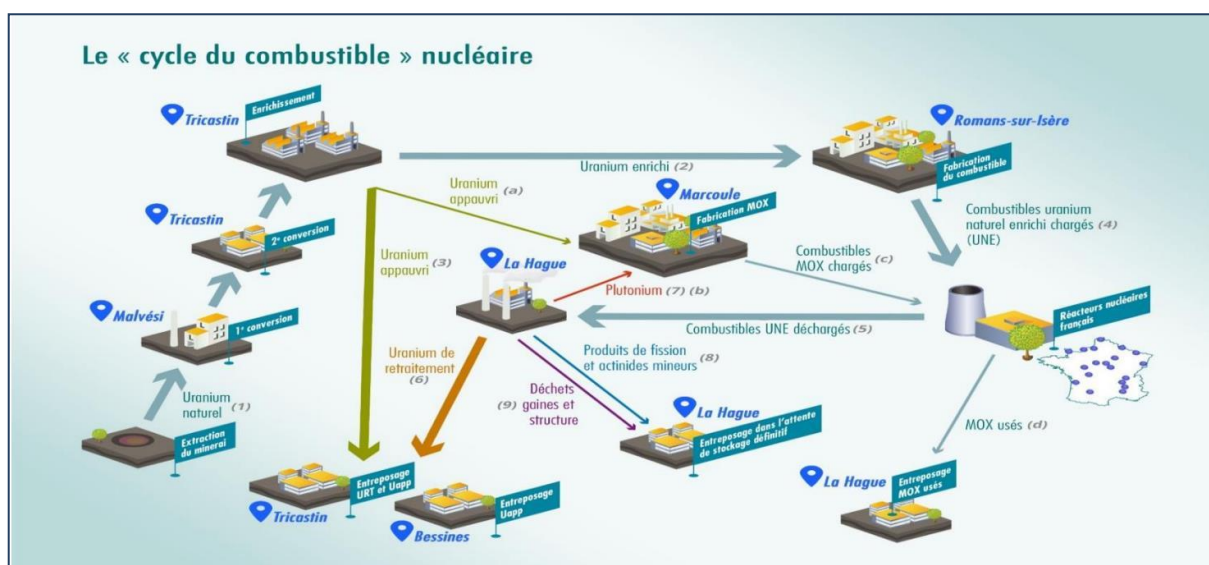 Le « cycle du combustible » nucléaire
Tricastin
Enrichissement
Romans-sur-Isère
Fabrication
du combustible
Uranium enrichi (2)
Uranium (a)
appauvri
Marcoule
Fabrication MOX
Tricastin
2e conversion
Uranium
appauvri (3)
Combustibles uranium
naturel enrichi chargés (4)
(UNE)
Combustibles (c)
MOX chargés
La Hague
Plutonium (7) (b)
Malvési
1e conversion
Combustibles UNE déchargés (5)
Réacteurs nucléaires
français
Uranium de
retraitement
(6)
Produits de fission
et actinides mineurs (8)
Déchets
(9) gaines et
structure
Uranium
naturel (1)
Extraction
du minerai
La Hague
Entreposage dans l'attente
de stockage définitif
MOX usés (d)
La Hague
Entreposage
MOX usés
Entreposage
URT et Uapp
Tricastin
Entreposage
Uapp
Bessines